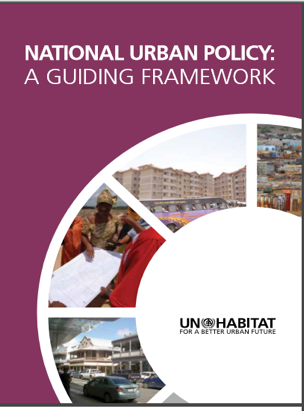 NATIONAL URBAN POLICY:
A GUIDING FRAMEWORK
UN HABITAT
FOR A BETTER URBAN FUTURE